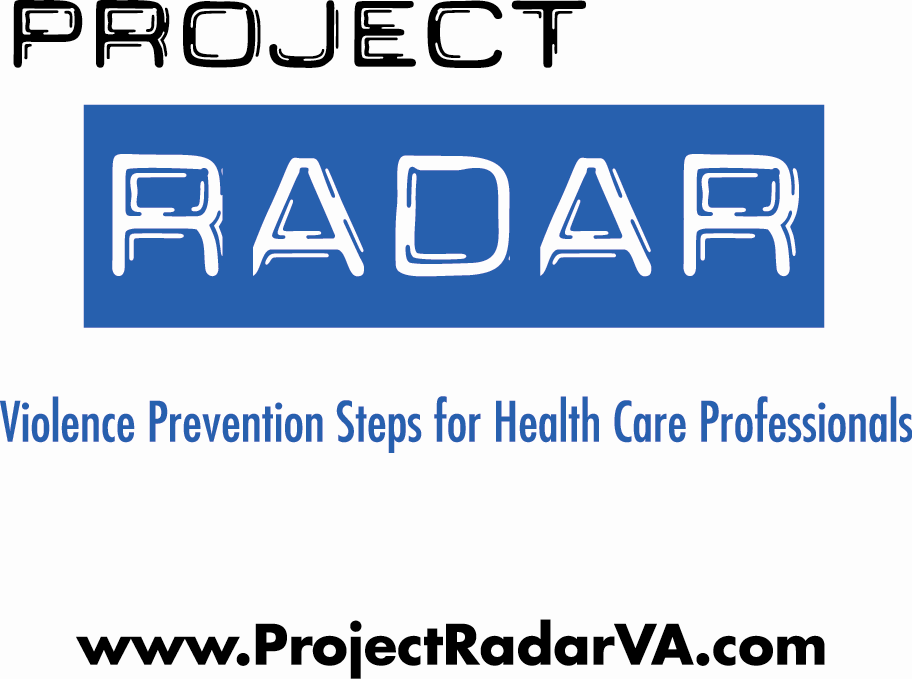 PROJECT
RADAR
Violence Prevention Steps for Health Care Professionals
www.ProjectRadarVA.com